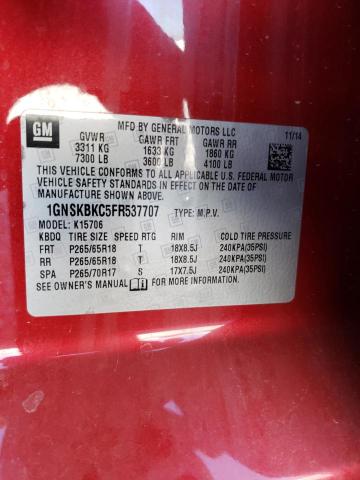 GM
MFD BY GENERAL MOTORS LLC 11/14
GVWR GAWR FRT GAWR RR
3311 KG 1633 KG 1860 KG
7300 LB 3600 LB 4100 LB
THIS VEHICLE CONFORMS TO ALL APPLICABLE U.S. FEDERAL MOTOR
VEHICLE SAFETY STANDARDS IN EFFECT ON THE DATE OF
MANUFACTURE SHOWN ABOVE.
1GNSKBKC5FR537707 TYPE: M.P.V.
MODEL: K15706
KBDQ TIRE SIZE SPEED RTG RIM COLD TIRE PRESSURE
FRT P265/65R18 T 18X8.5J 240KPA(35PSI)
RR P265/65R18 T 18X8.5J 240KPA(35PSI)
SPA P265/70R17 S 17X7.5J 240KPA(35PSI)
SEE OWNER'S MANUAL FOR MORE INFORMATION